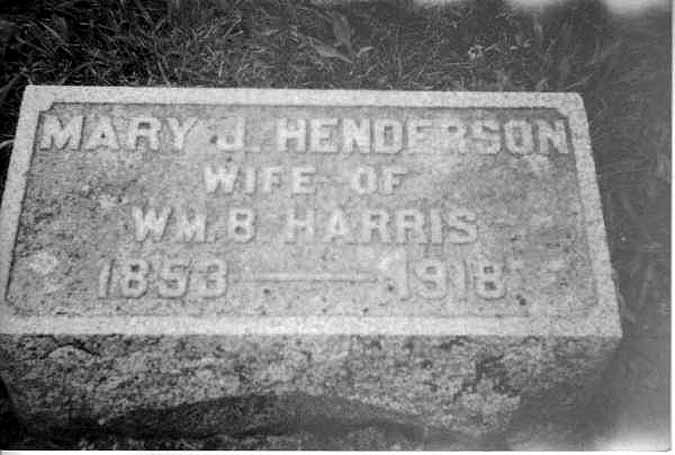 MARY J. HENDERSON
WIFE OF
WM. B HARRIS
1853 — 1918